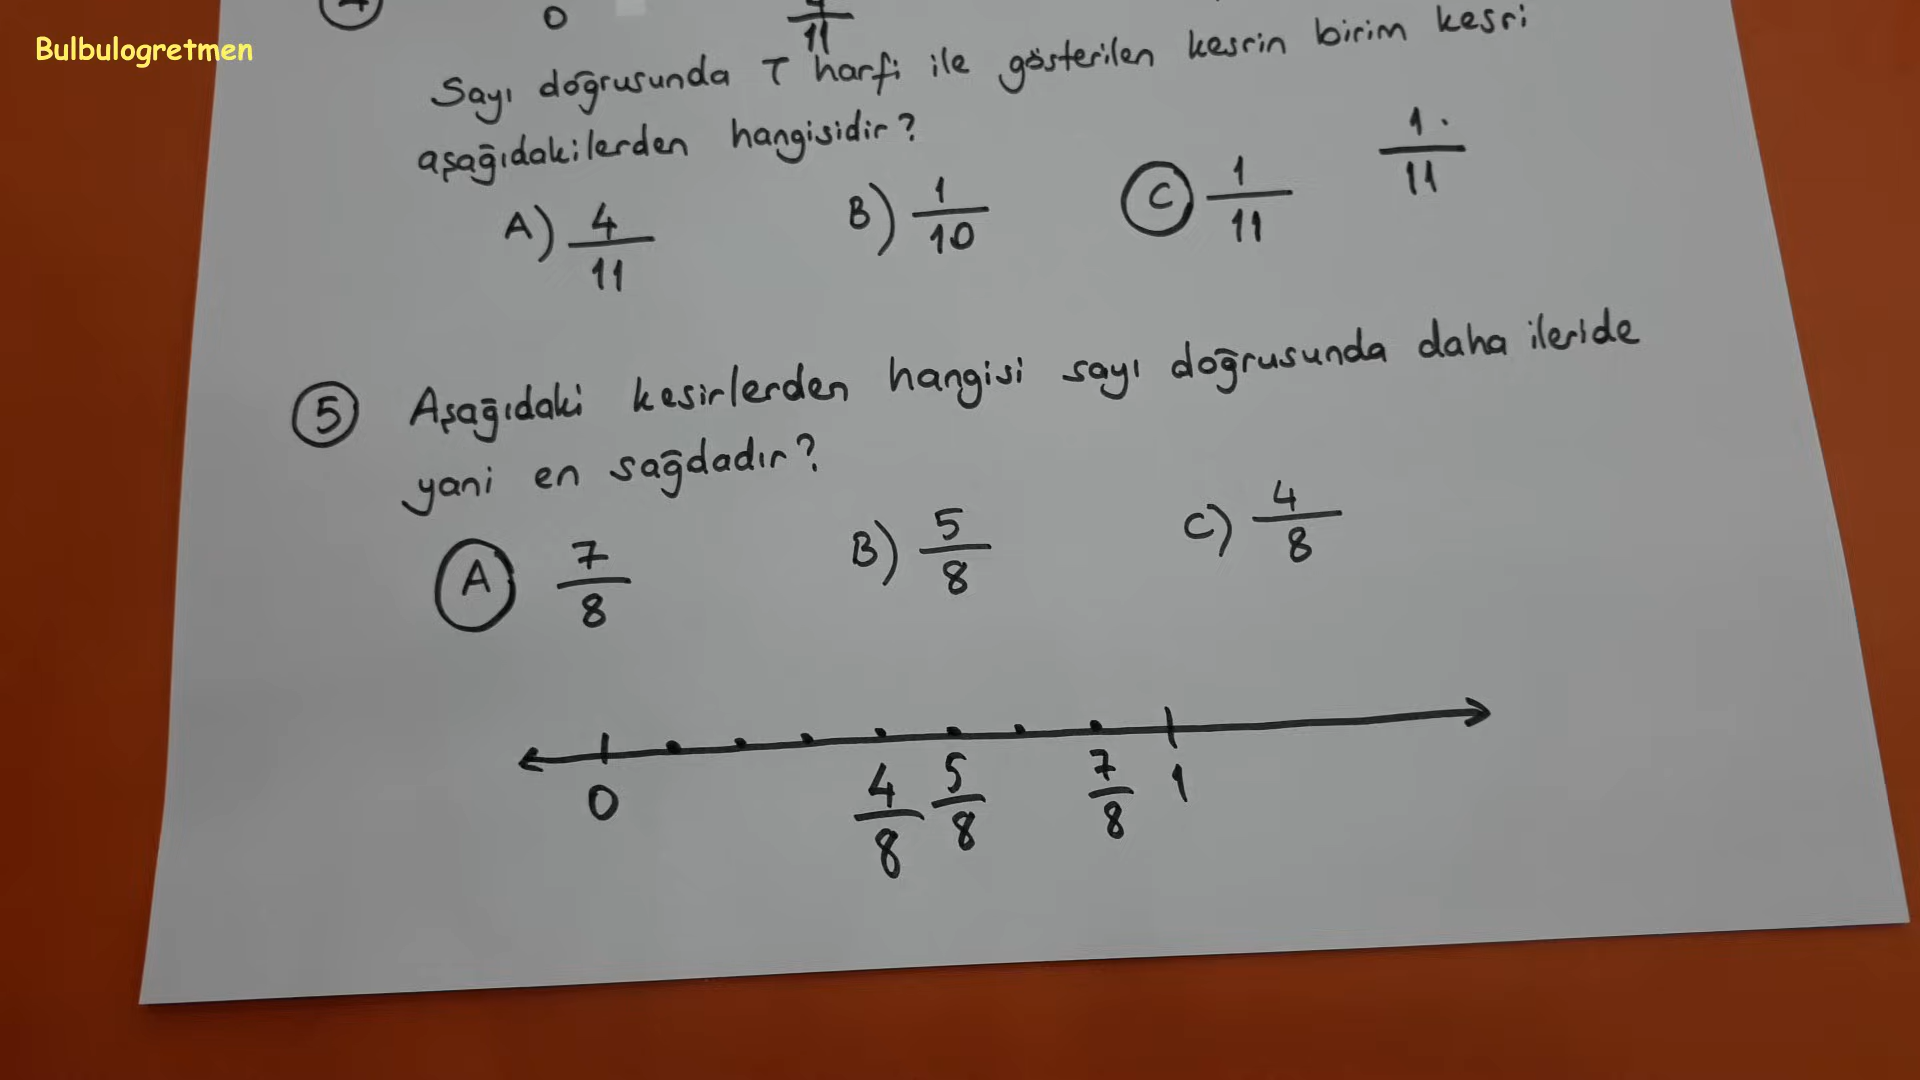 Bulbulogretmen
4 0 4/11
Sayı doğrusunda T harfi ile gösterilen kesrin birim kesri
aşağıdakilerden hangisidir?
A) 4/11 B) 1/10 C 1/11 1/11
5 Aşağıdaki kesirlerden hangisi sayı doğrusunda daha ileride
yani en sağdadır?
A 7/8 B) 5/8 C) 4/8
0 4/8 5/8 7/8 1